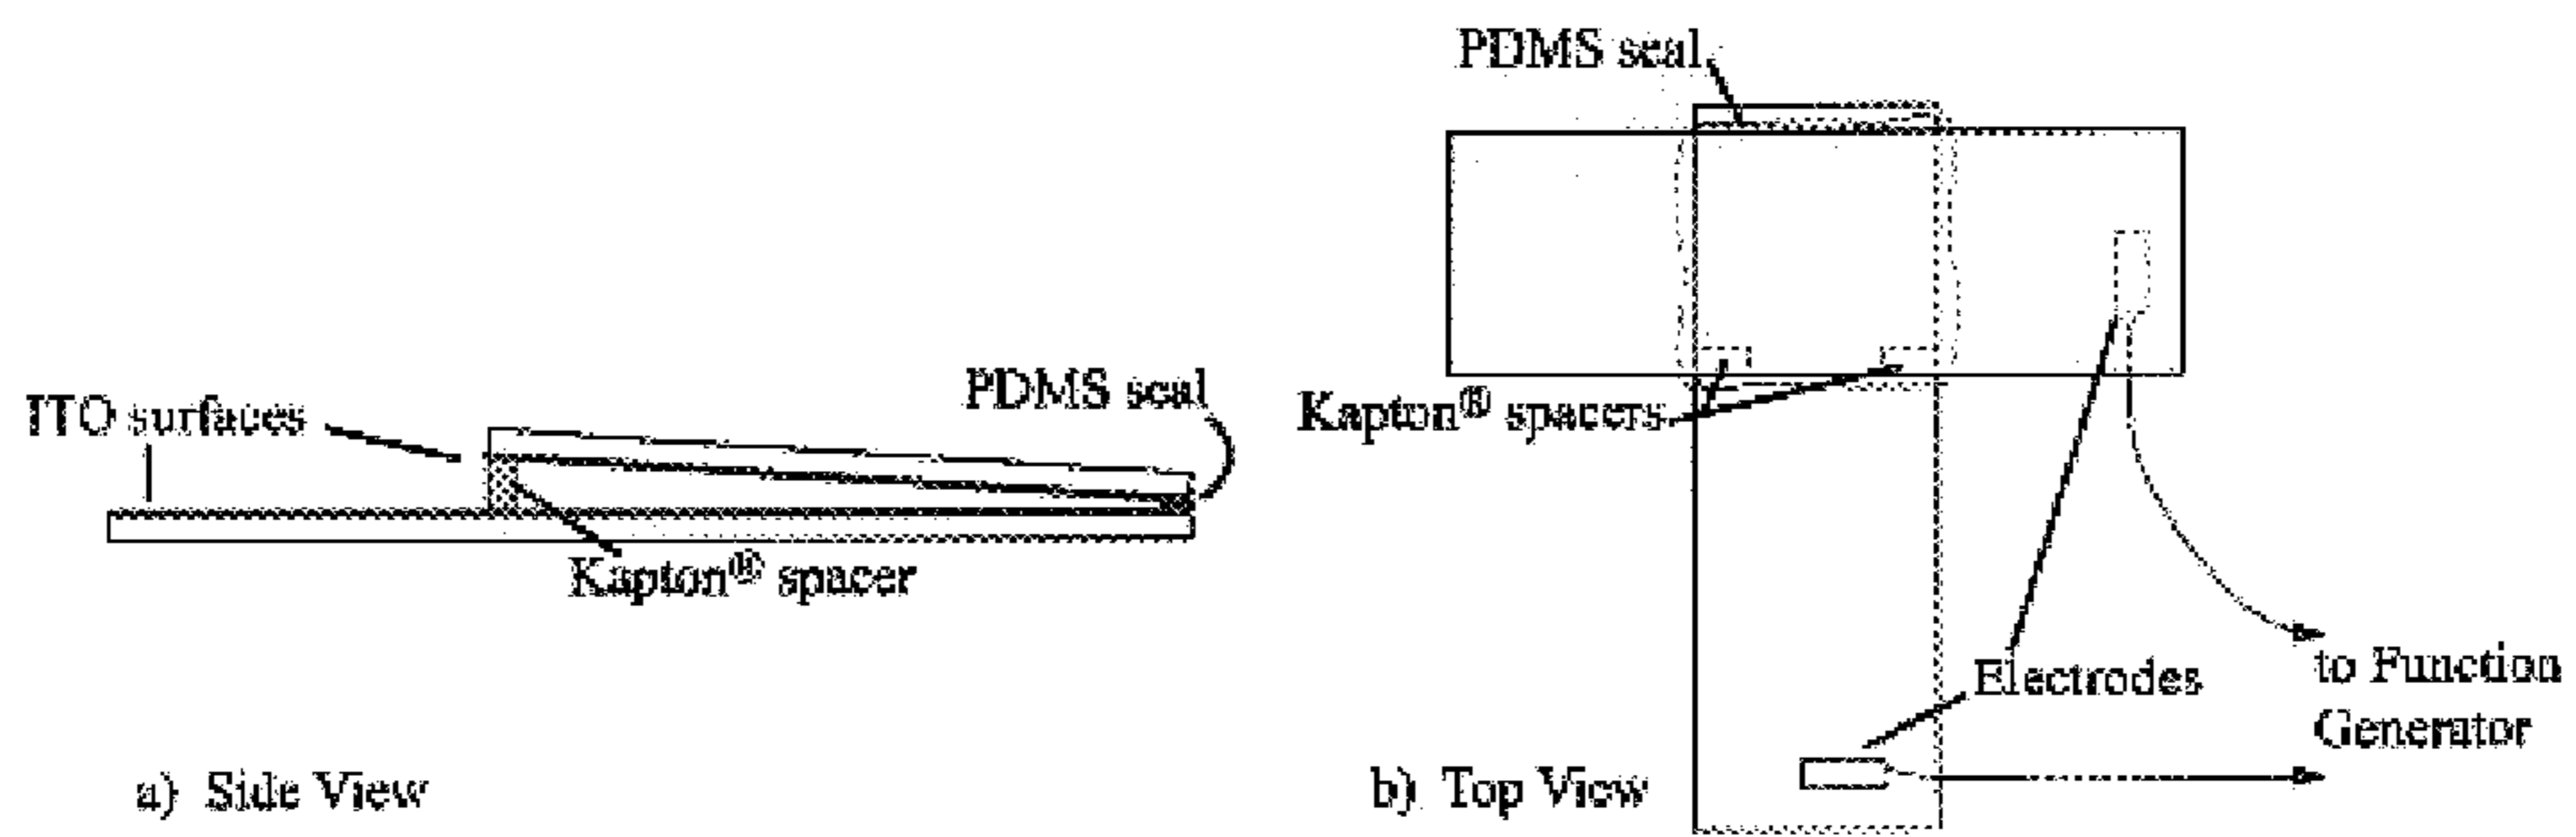 ITO surfaces
PDMS seal
Kapton® spacer
a) Side View
PDMS seal
Kapton® spacers
Electrodes
to Function
Generator
b) Top View